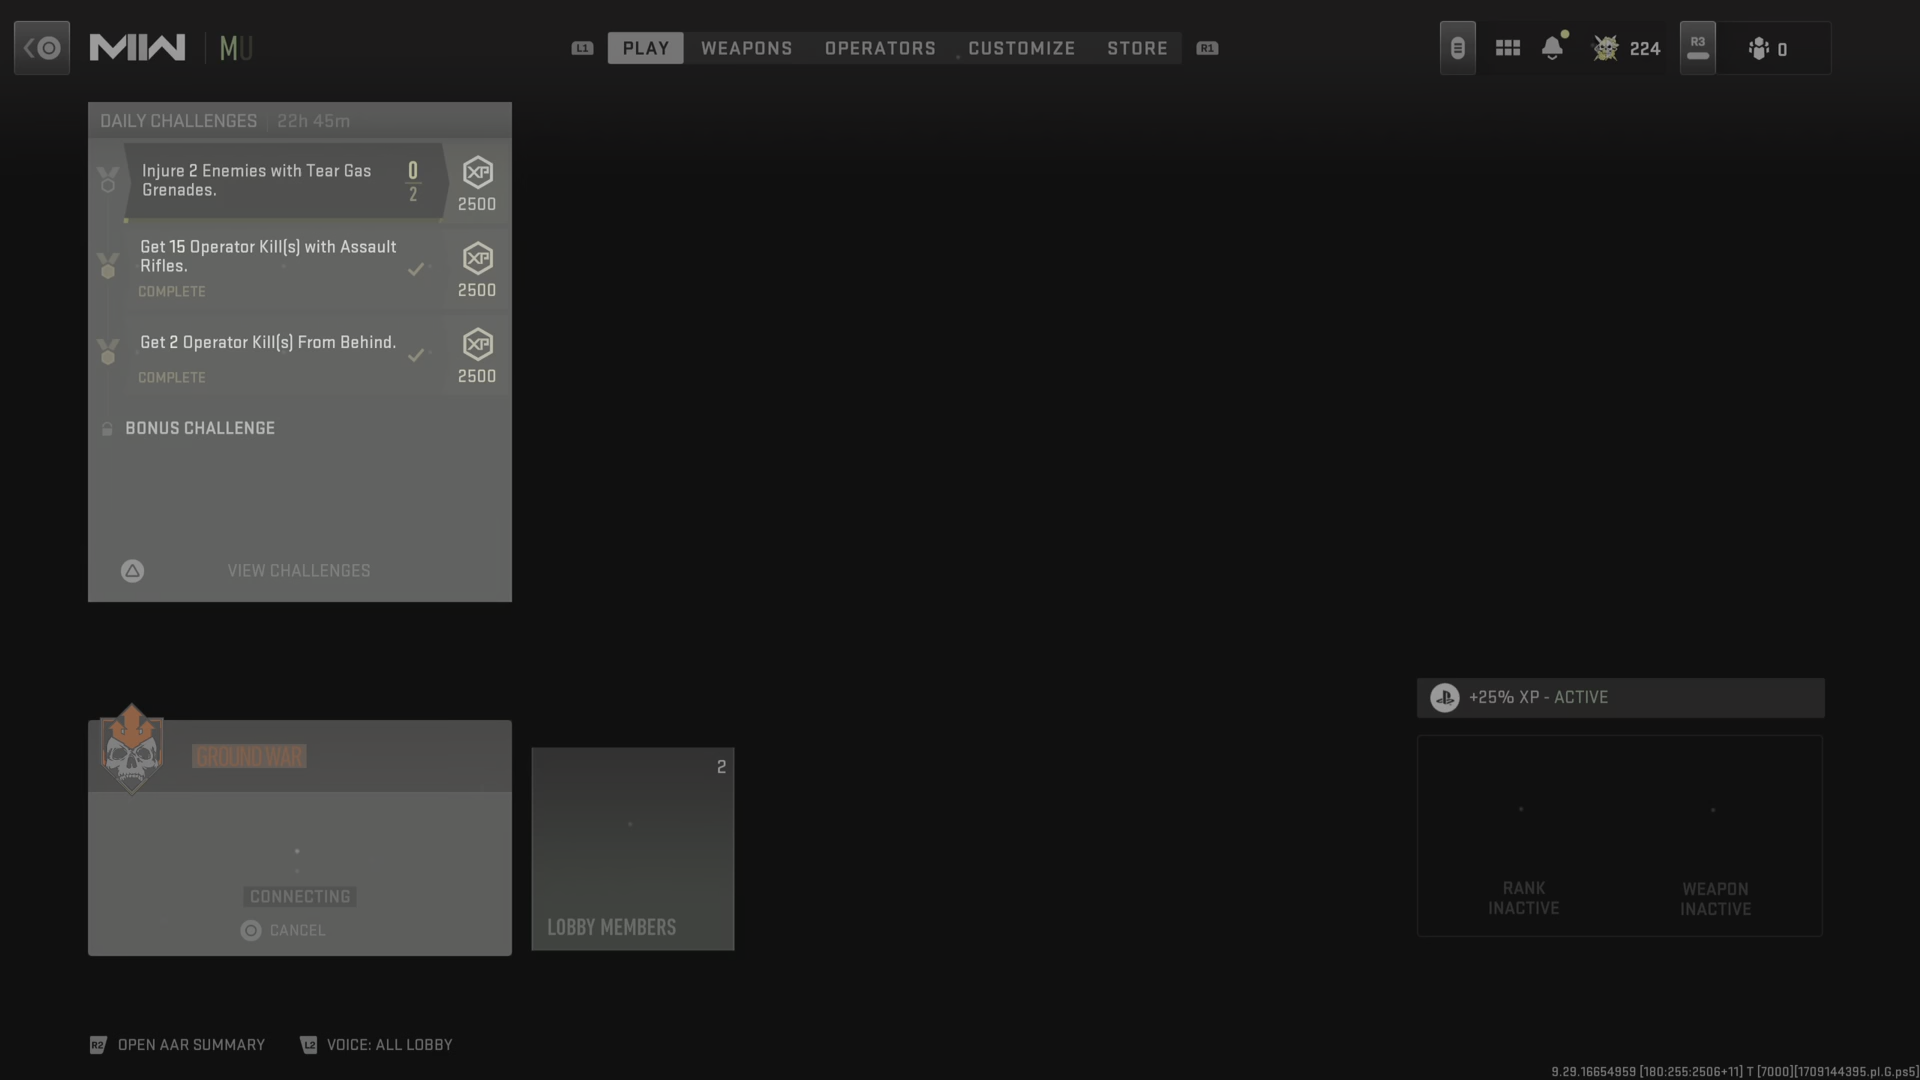 MW MU
L1 PLAY WEAPONS OPERATORS CUSTOMIZE STORE R1
224 R3 0
DAILY CHALLENGES 22h 45m
Injure 2 Enemies with Tear Gas
Grenades.
0
2
XP
2500
Get 15 Operator Kill(s) with Assault
Rifles.
COMPLETE
XP
2500
Get 2 Operator Kill(s) From Behind.
COMPLETE
XP
2500
BONUS CHALLENGE
VIEW CHALLENGES
+25% XP - ACTIVE
GROUND WAR
CONNECTING
CANCEL
2
LOBBY MEMBERS
RANK
INACTIVE
WEAPON
INACTIVE
R2 OPEN AAR SUMMARY L2 VOICE: ALL LOBBY
9.29.16654959 [180:255:2506+11] T [7000][1709144395.pl.G.ps5]